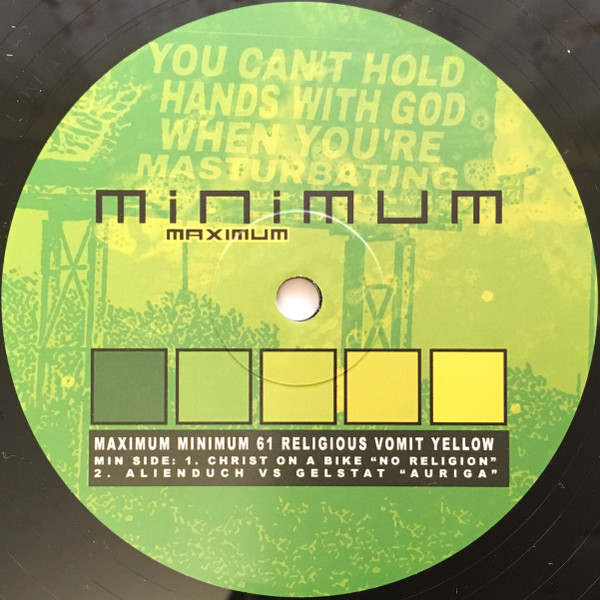 YOU CAN'T HOLD
HANDS WITH GOD
WHEN YOU'RE
MASTURBATING
minimum
MAXIMUM
MAXIMUM MINIMUM 61 RELIGIOUS VOMIT YELLOW
MIN SIDE: 1. CHRIST ON A BIKE "NO RELIGION"
2. ALIENDUCH VS GELSTAT "AURIGA"